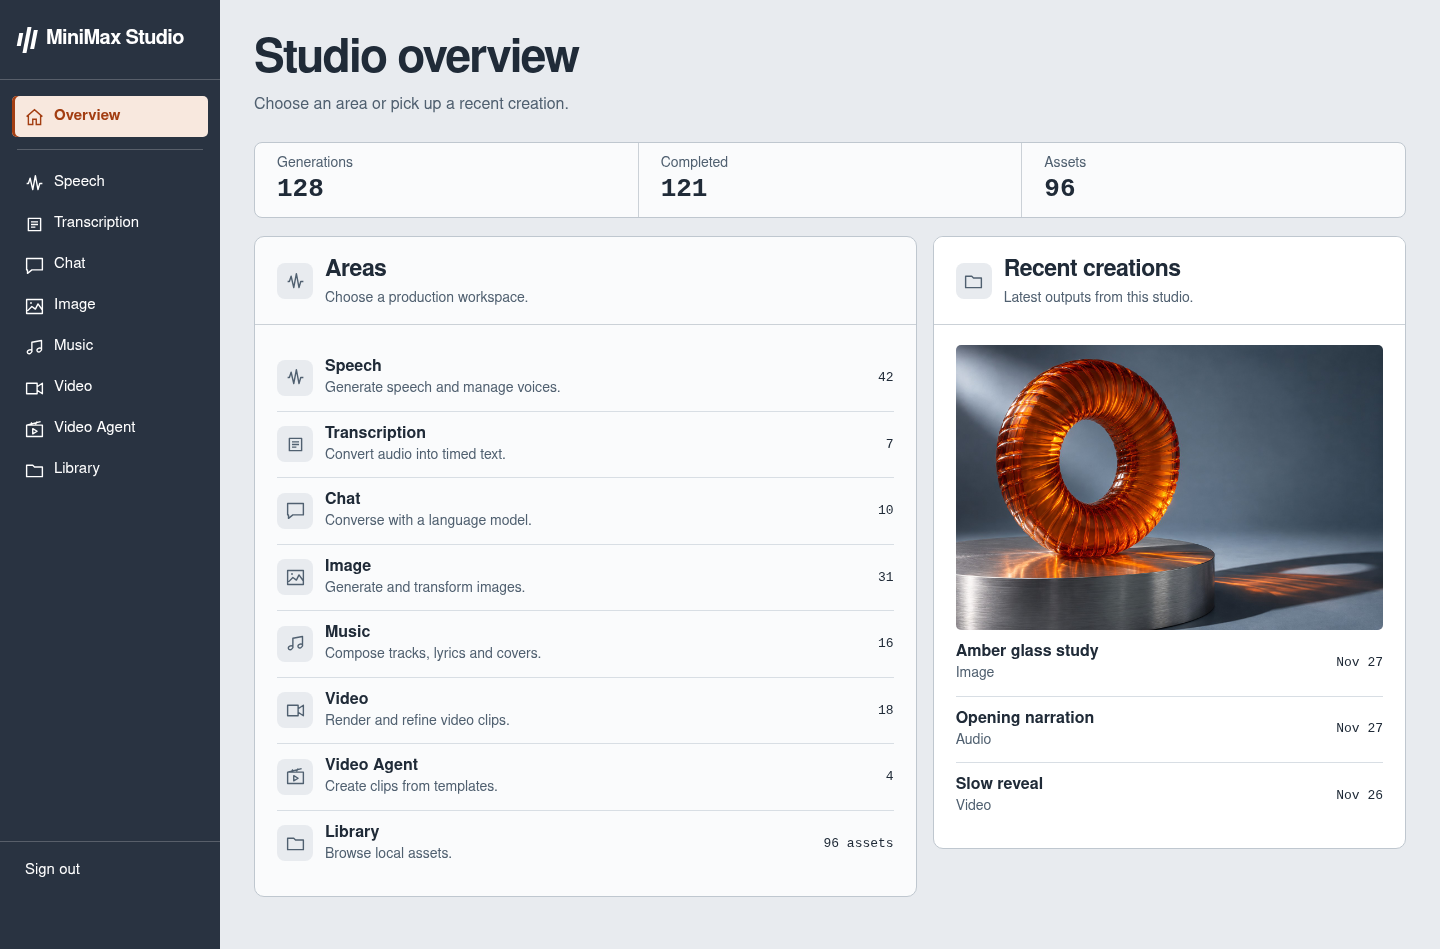 MiniMax Studio
Overview
Speech
Transcription
Chat
Image
Music
Video
Video Agent
Library
Sign out
Studio overview
Choose an area or pick up a recent creation.
Generations
128
Completed
121
Assets
96
Areas
Choose a production workspace.
Speech
Generate speech and manage voices.
42
Transcription
Convert audio into timed text.
7
Chat
Converse with a language model.
10
Image
Generate and transform images.
31
Music
Compose tracks, lyrics and covers.
16
Video
Render and refine video clips.
18
Video Agent
Create clips from templates.
4
Library
Browse local assets.
96 assets
Recent creations
Latest outputs from this studio.
Amber glass study
Image
Nov 27
Opening narration
Audio
Nov 27
Slow reveal
Video
Nov 26